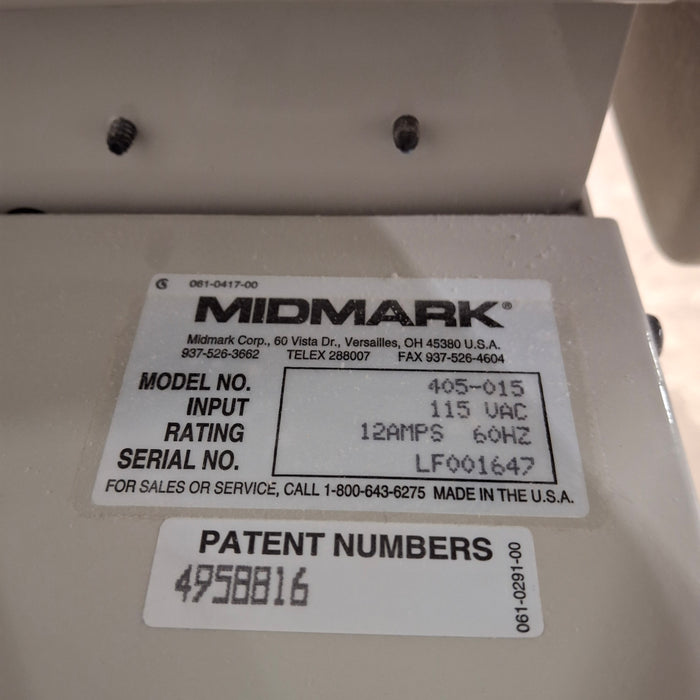 061-0417-00
MIDMARK®
Midmark Corp., 60 Vista Dr., Versailles, OH 45380 U.S.A.
937-526-3662 TELEX 288007 FAX 937-526-4604
MODEL NO. 405-015
INPUT 115 VAC
RATING 12AMPS 60HZ
SERIAL NO. LF001647
FOR SALES OR SERVICE, CALL 1-800-643-6275 MADE IN THE U.S.A.
PATENT NUMBERS
4958816
061-0291-00